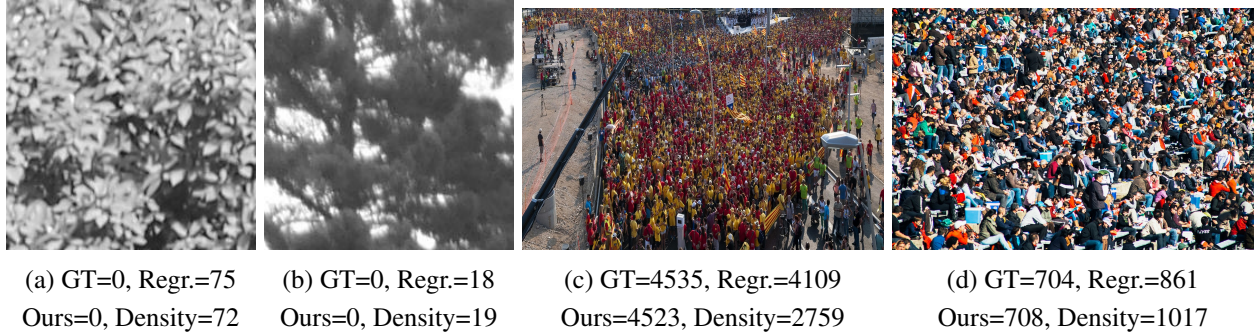 (a) GT=0, Regr.=75
Ours=0, Density=72
(b) GT=0, Regr.=18
Ours=0, Density=19
(c) GT=4535, Regr.=4109
Ours=4523, Density=2759
(d) GT=704, Regr.=861
Ours=708, Density=1017